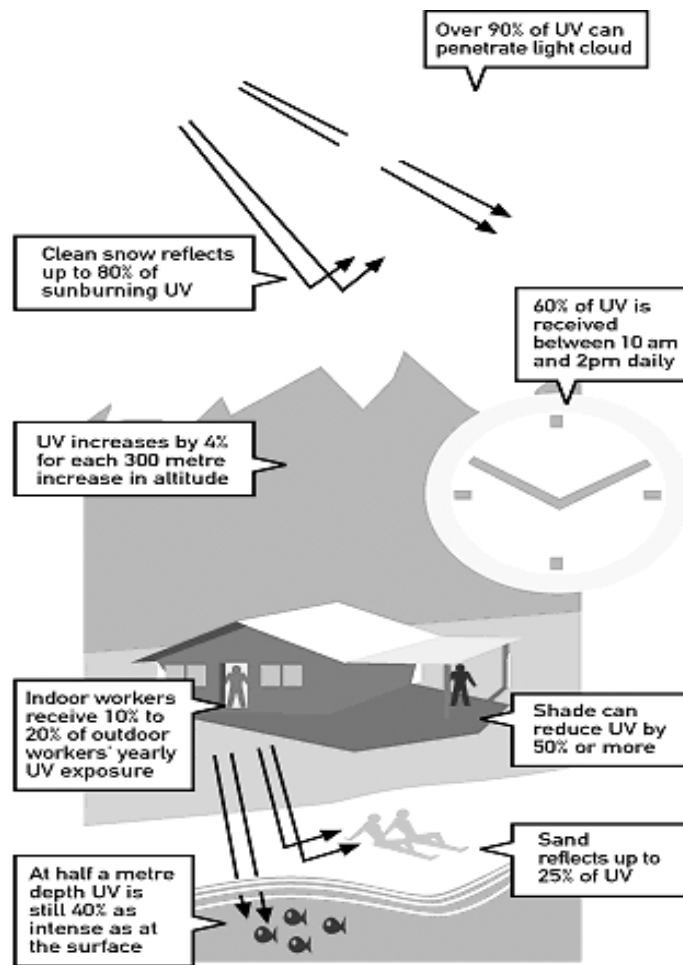 Over 90% of UV can
penetrate light cloud
Clean snow reflects
up to 80% of
sunburning UV
60% of UV is
received
between 10 am
and 2pm daily
UV increases by 4%
for each 300 metre
increase in altitude
Indoor workers
receive 10% to
20% of outdoor
workers' yearly
UV exposure
Shade can
reduce UV by
50% or more
Sand
reflects up to
25% of UV
At half a metre
depth UV is
still 40% as
intense as at
the surface